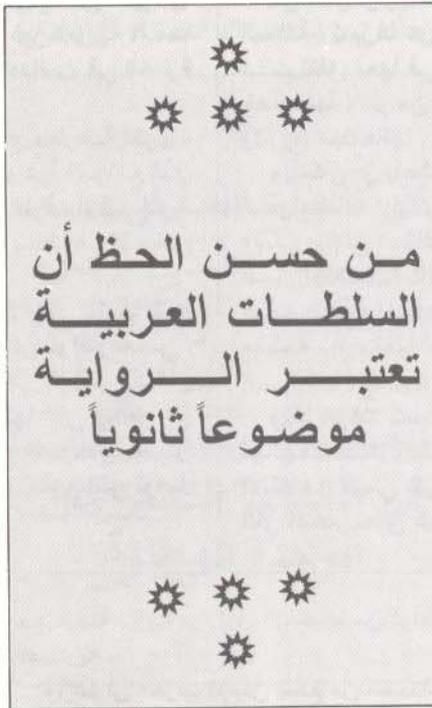 من حسن الحظ أن
السلطات العربية
تعتبر الرواية
موضوعاً ثانوياً